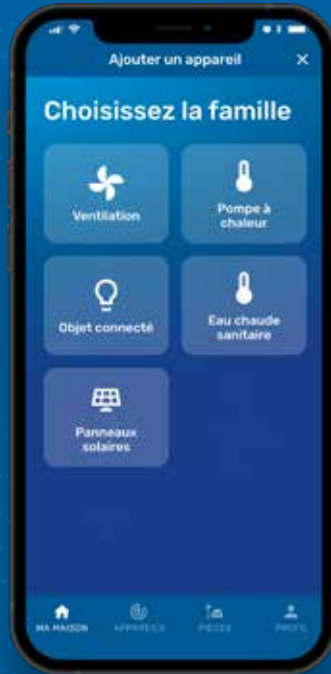 Ajouter un appareil
Choisissez la famille
Ventilation
Pompe à
chaleur
Objet connecté
Eau chaude
sanitaire
Panneaux
solaires
MA MAISON
APPAREILS
PIÈCES
PROFIL